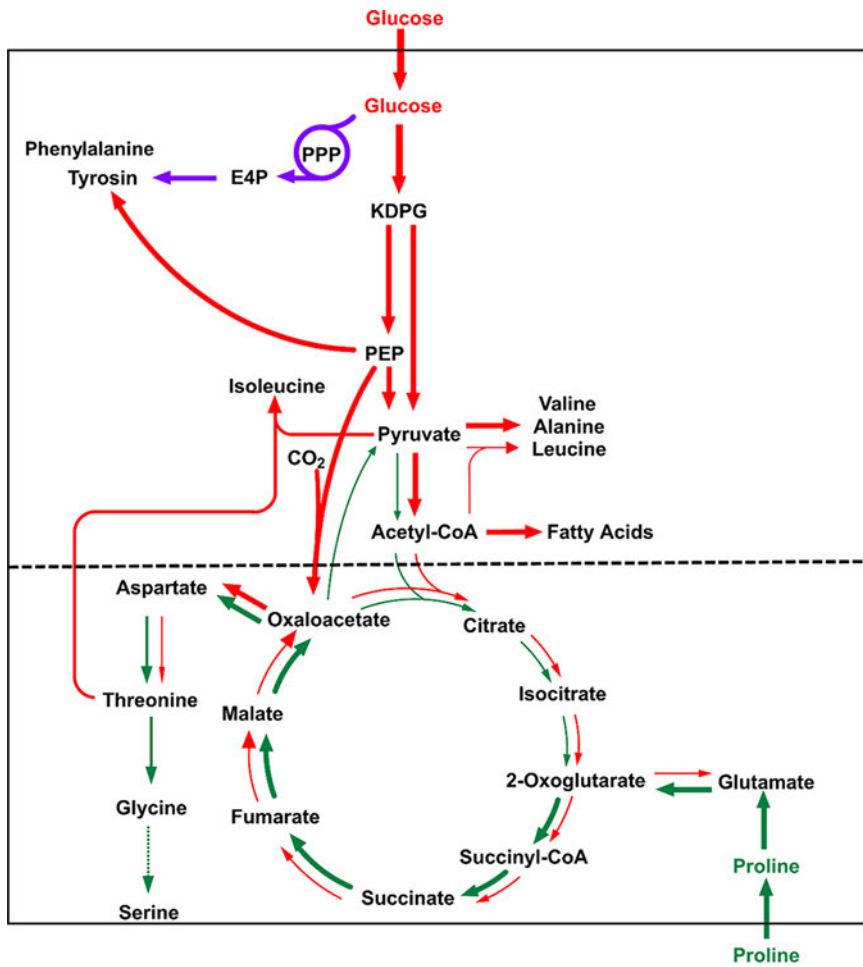 Glucose
Glucose
PPP
Phenylalanine
Tyrosin
E4P
KDPG
PEP
Isoleucine
Valine
Pyruvate
Alanine
Leucine
CO₂
Acetyl-CoA
Fatty Acids
Aspartate
Oxaloacetate
Citrate
Isocitrate
Threonine
Malate
2-Oxoglutarate
Glutamate
Glycine
Fumarate
Succinyl-CoA
Proline
Succinate
Serine
Proline